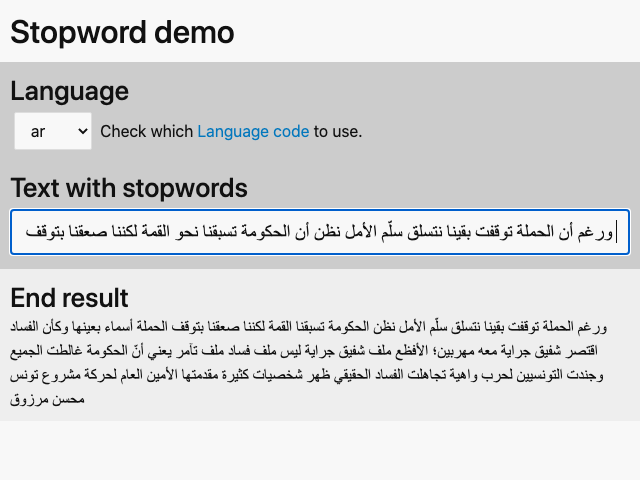 Stopword demo
Language
ar Check which Language code to use.
Text with stopwords
ورغم أن الحملة توقفت بقينا نتسلق سلّم الأمل نظن أن الحكومة تسبقنا نحو القمة لكننا صعقنا بتوقف
End result
ورغم الحملة توقفت بقينا نتسلق سلّم الأمل نظن الحكومة تسبقنا القمة لكننا صعقنا بتوقف الحملة أسماء بعينها وكأن الفساد
اقتصر شفيق جراية معه مهربين؛ الأفظع ملف شفيق جراية ليس ملف فساد ملف تآمر يعني أنّ الحكومة غالطت الجميع
وجندت التونسيين لحرب واهية تجاهلت الفساد الحقيقي ظهر شخصيات كثيرة مقدمتها الأمين العام لحركة مشروع تونس
محسن مرزوق